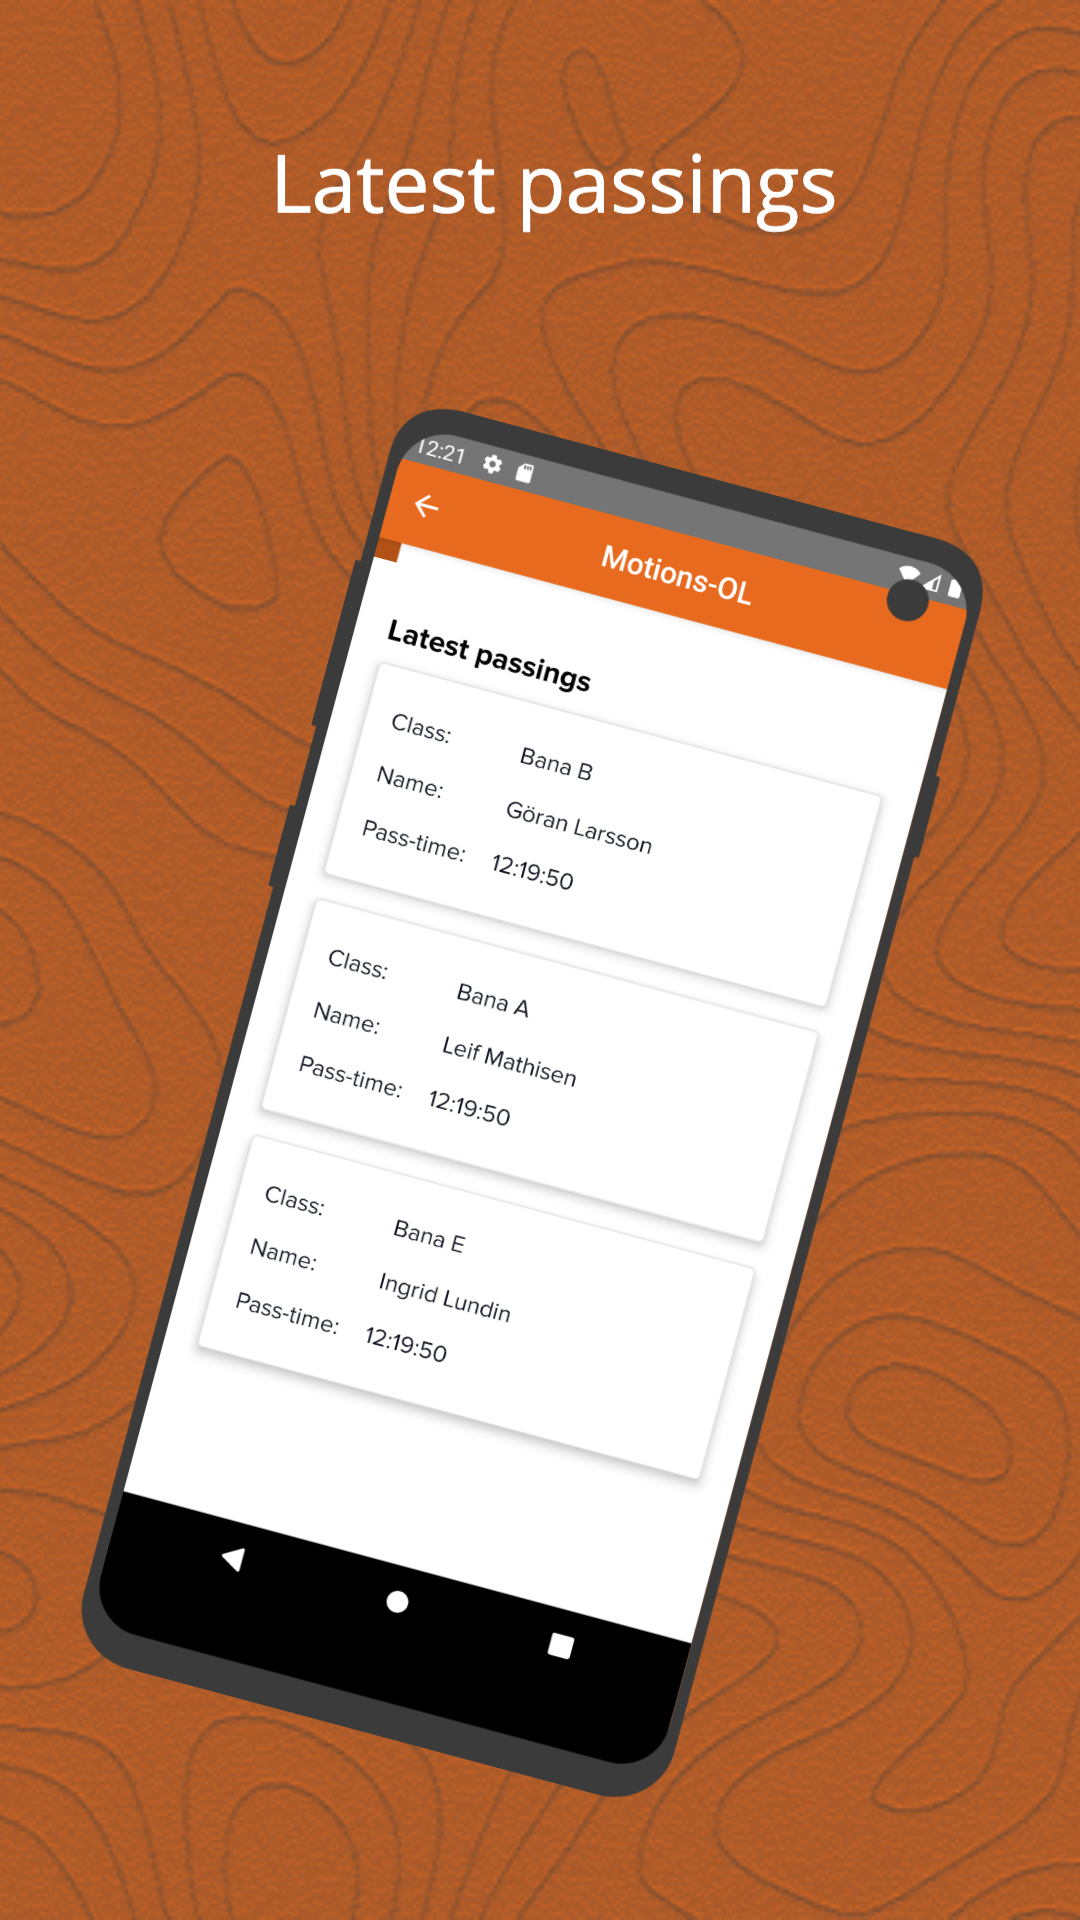 Latest passings
12:21
Motions-OL
Latest passings
Class: Bana B
Name: Göran Larsson
Pass-time: 12:19:50
Class: Bana A
Name: Leif Mathisen
Pass-time: 12:19:50
Class: Bana E
Name: Ingrid Lundin
Pass-time: 12:19:50